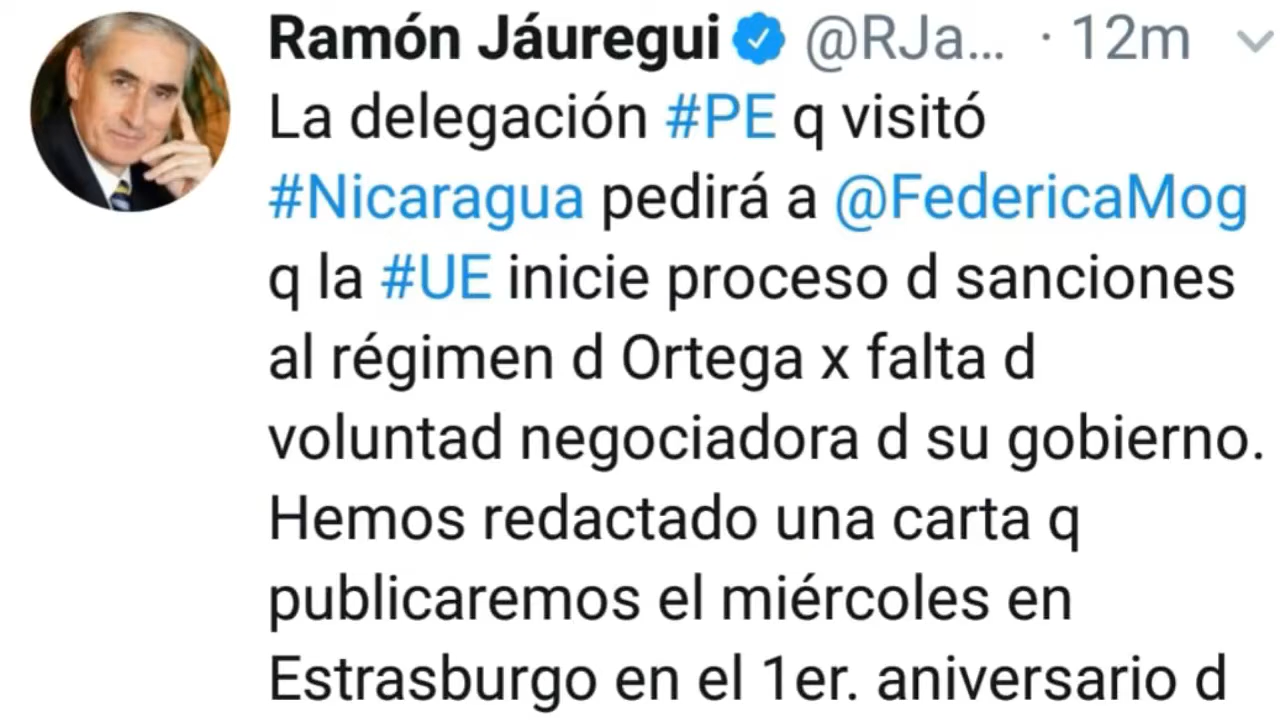 Ramón Jáuregui @RJa... · 12m
La delegación #PE q visitó
#Nicaragua pedirá a @FedericaMog
q la #UE inicie proceso d sanciones
al régimen d Ortega x falta d
voluntad negociadora d su gobierno.
Hemos redactado una carta q
publicaremos el miércoles en
Estrasburgo en el 1er. aniversario d